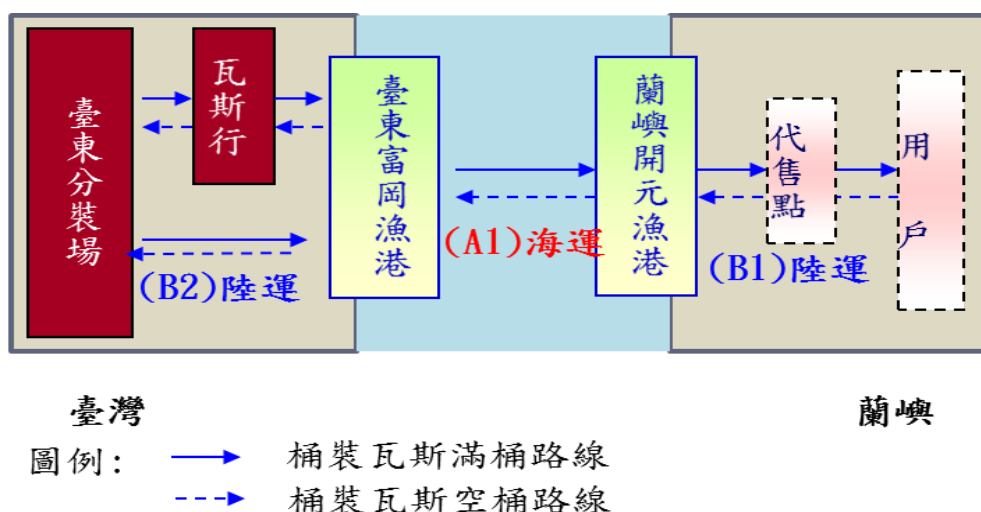 臺東分裝場
瓦斯行
臺東富岡漁港
蘭嶼開元漁港
代售點
用戶
(A1)海運
(B2)陸運
(B1)陸運
臺灣
蘭嶼
圖例:
桶裝瓦斯滿桶路線
桶裝瓦斯空桶路線